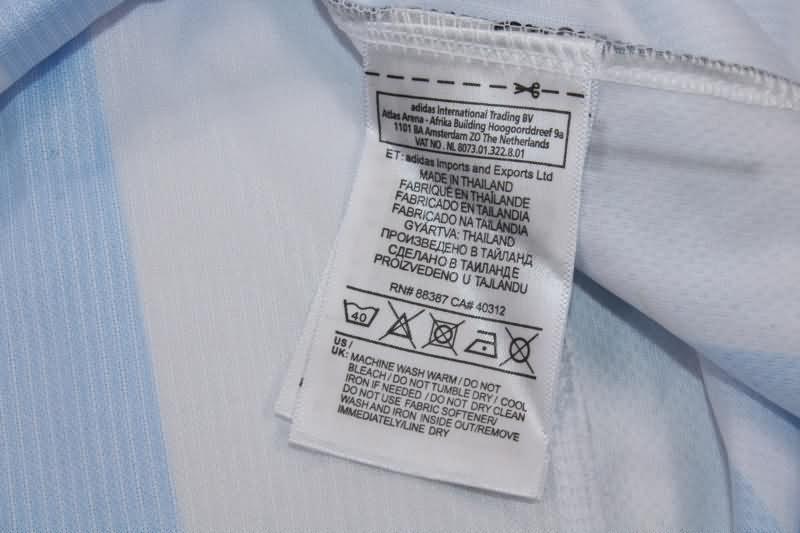 adidas International Trading BV
Atlas Arena - Afrika Building Hoogoorddreef 9a
1101 BA Amsterdam ZO The Netherlands
VAT NO . NL 8073.01.322.8.01
ET: adidas Imports and Exports Ltd
MADE IN THAILAND
FABRIQUÉ EN THAÏLANDE
FABRICADO EN TAILANDIA
FABRICADO NA TAILÂNDIA
GYÁRTVA: THAILAND
ПРОИЗВЕДЕНО В ТАЙЛАНД
СДЕЛАНО В ТАИЛАНДЕ
PROIZVEDENO U TAJLANDU
RN# 88387 CA# 40312
40
US /
UK: MACHINE WASH WARM / DO NOT
BLEACH / DO NOT TUMBLE DRY / COOL
IRON IF NEEDED / DO NOT DRY CLEAN
DO NOT USE FABRIC SOFTENER/
WASH AND IRON INSIDE OUT/REMOVE
IMMEDIATELY/LINE DRY